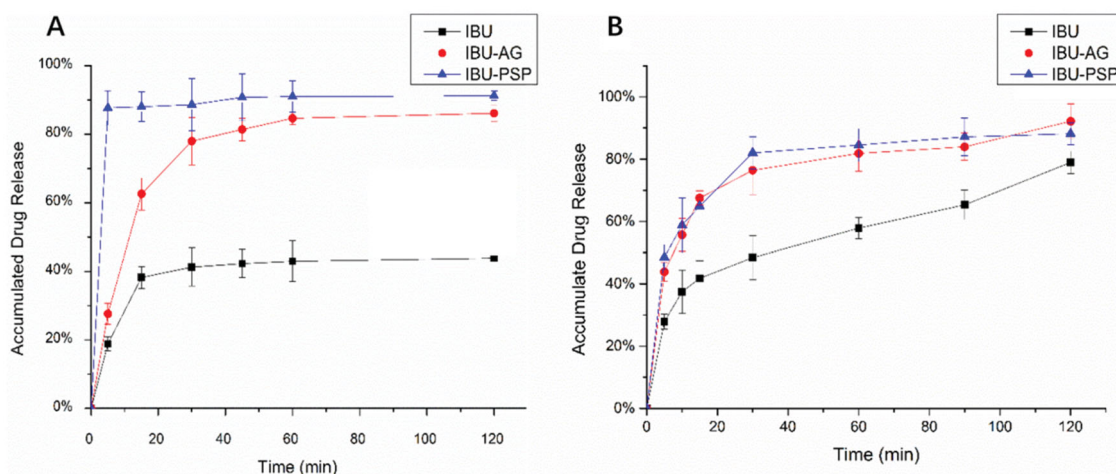 A
IBU
IBU-AG
IBU-PSP
100%
80%
60%
40%
20%
0%
0
20
40
60
80
100
120
Accumulated Drug Release
Time (min)
B
IBU
IBU-AG
IBU-PSP
100%
80%
60%
40%
20%
0%
0
20
40
60
80
100
120
Accumulate Drug Release
Time (min)